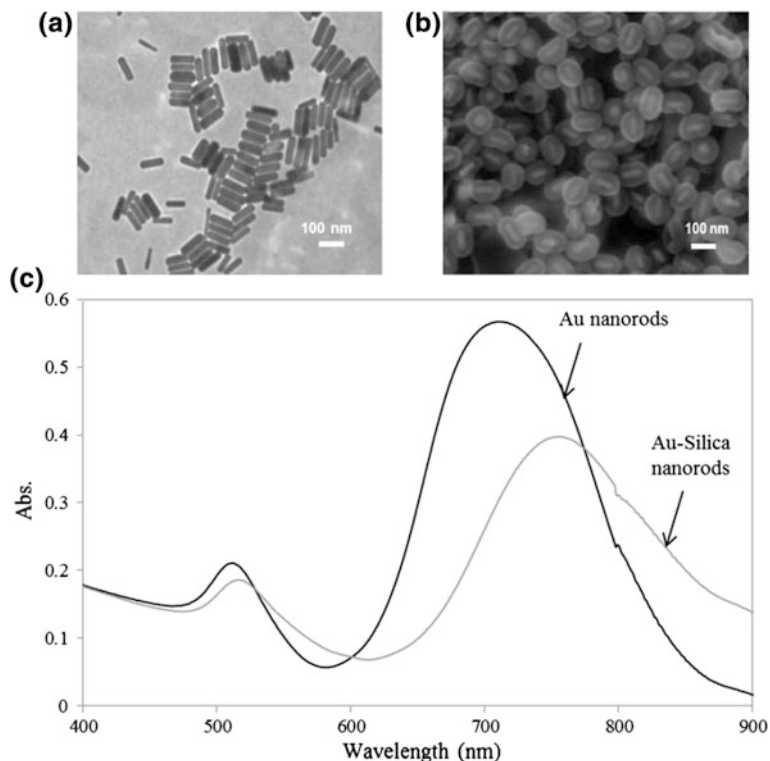 (a)
100 nm
(b)
100 nm
(c)
0.6
0.5
0.4
0.3
0.2
0.1
0
Abs.
Au nanorods
Au-Silica
nanorods
400
500
600
700
800
900
Wavelength (nm)